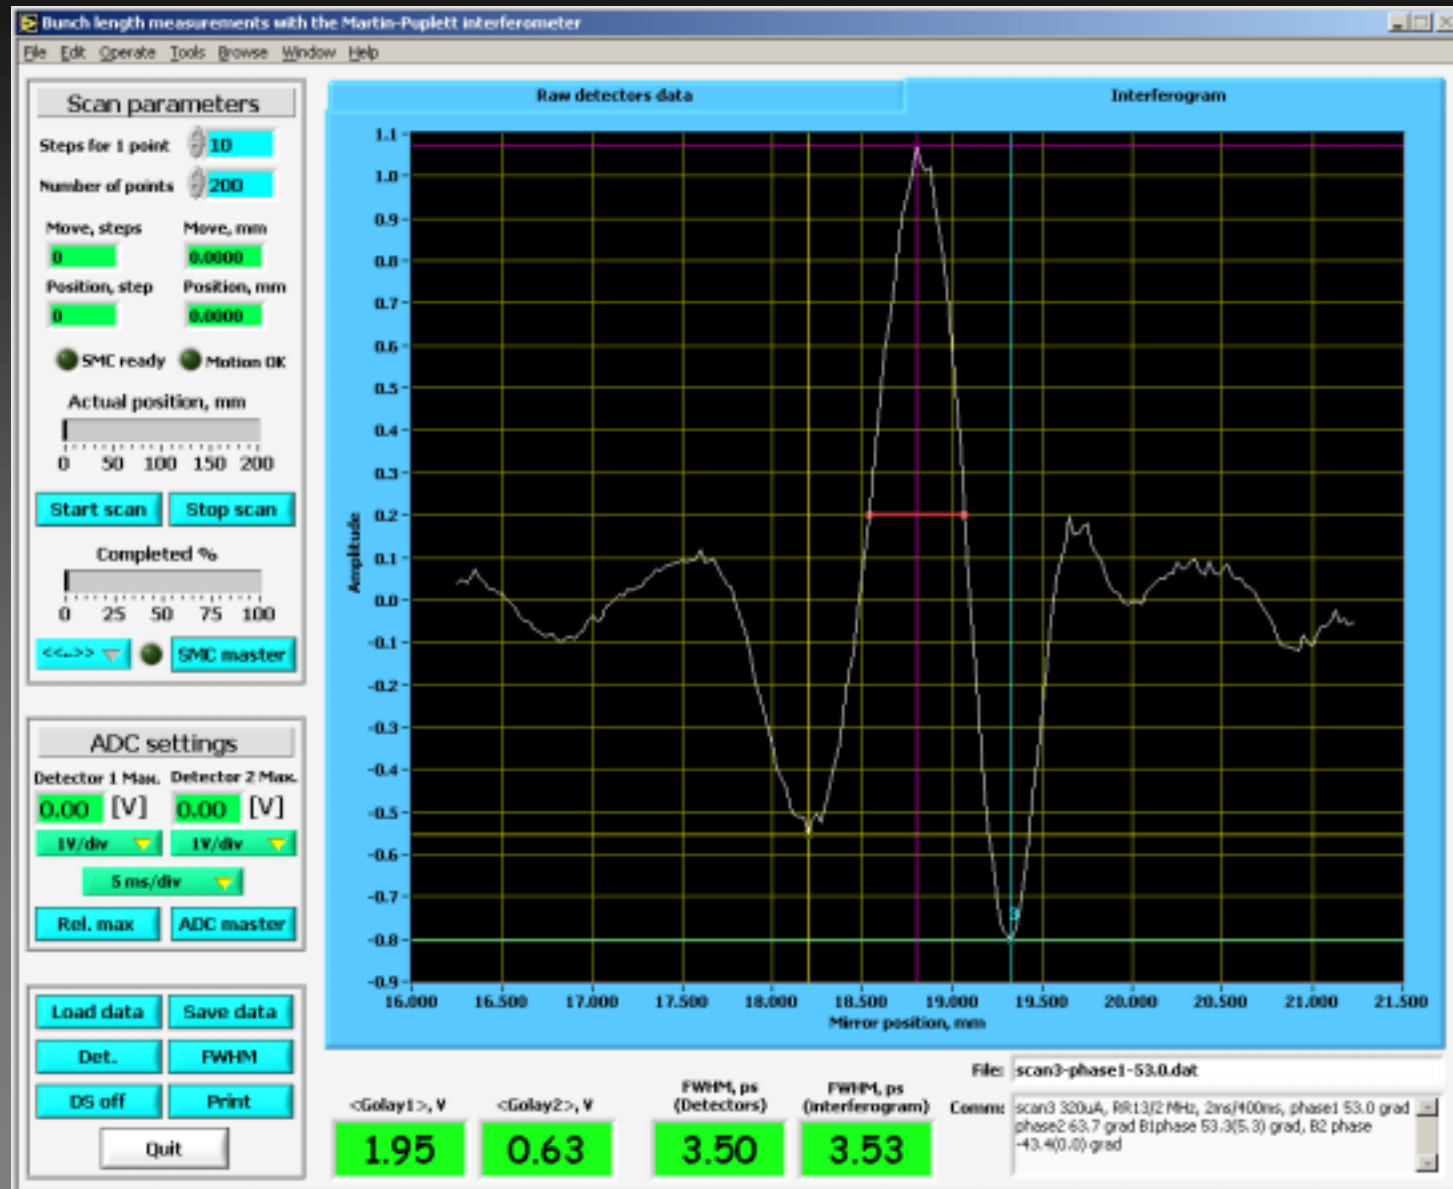 Bunch length measurements with the Martin-Puplett interferometer
File Edit Operate Tools Browse Window Help
Scan parameters
Steps for 1 point 10
Number of points 200
Move, steps Move, mm
0 0.0000
Position, step Position, mm
0 0.0000
SMC ready Motion OK
Actual position, mm
0 50 100 150 200
Start scan Stop scan
Completed %
0 25 50 75 100
<<..>> SMC master
ADC settings
Detector 1 Max. Detector 2 Max.
0.00 [V] 0.00 [V]
1V/div 1V/div
5 ms/div
Rel. max ADC master
Load data Save data
Det. FWHM
DS off Print
Quit
Raw detectors data Interferogram
1.1
1.0
0.9
0.8
0.7
0.6
0.5
0.4
0.3
0.2
0.1
0.0
-0.1
-0.2
-0.3
-0.4
-0.5
-0.6
-0.7
-0.8
-0.9
Amplitude
3
16.000 16.500 17.000 17.500 18.000 18.500 19.000 19.500 20.000 20.500 21.000 21.500
Mirror position, mm
<Golay1>, V <Golay2>, V FWHM, ps (Detectors) FWHM, ps (interferogram)
1.95 0.63 3.50 3.53
File: scan3-phase1-53.0.dat
Comm: scan3 320uA, RR13/2 MHz, 2ms/400ms, phase1 53.0 grad
phase2 63.7 grad B1phase 53.3(5.3) grad, B2 phase
-43.4(0.0) grad